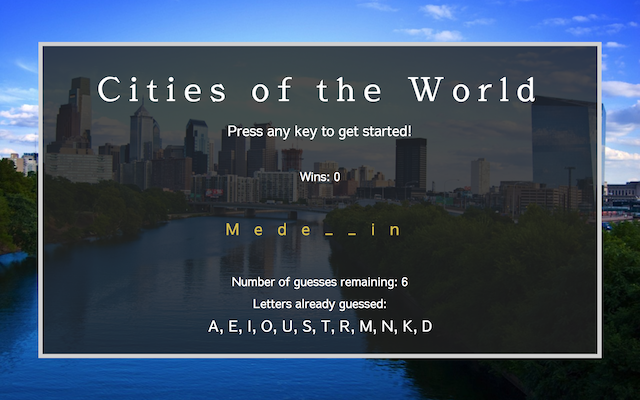 Cities of the World
Press any key to get started!
Wins: 0
M e d e _ _ i n
Number of guesses remaining: 6
Letters already guessed:
A, E, I, O, U, S, T, R, M, N, K, D